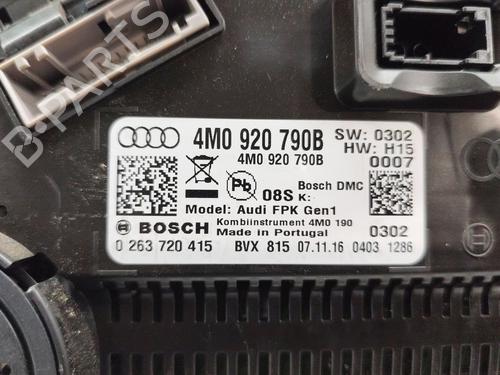 4M0 920 790B SW: 0302
4M0 920 790B HW: H15
0007
Pb 08S K: Bosch DMC
Model: Audi FPK Gen1
Kombiinstrument 4M0 190
BOSCH Made in Portugal 0302
0 263 720 415 BVX 815 07.11.16 0403 1286